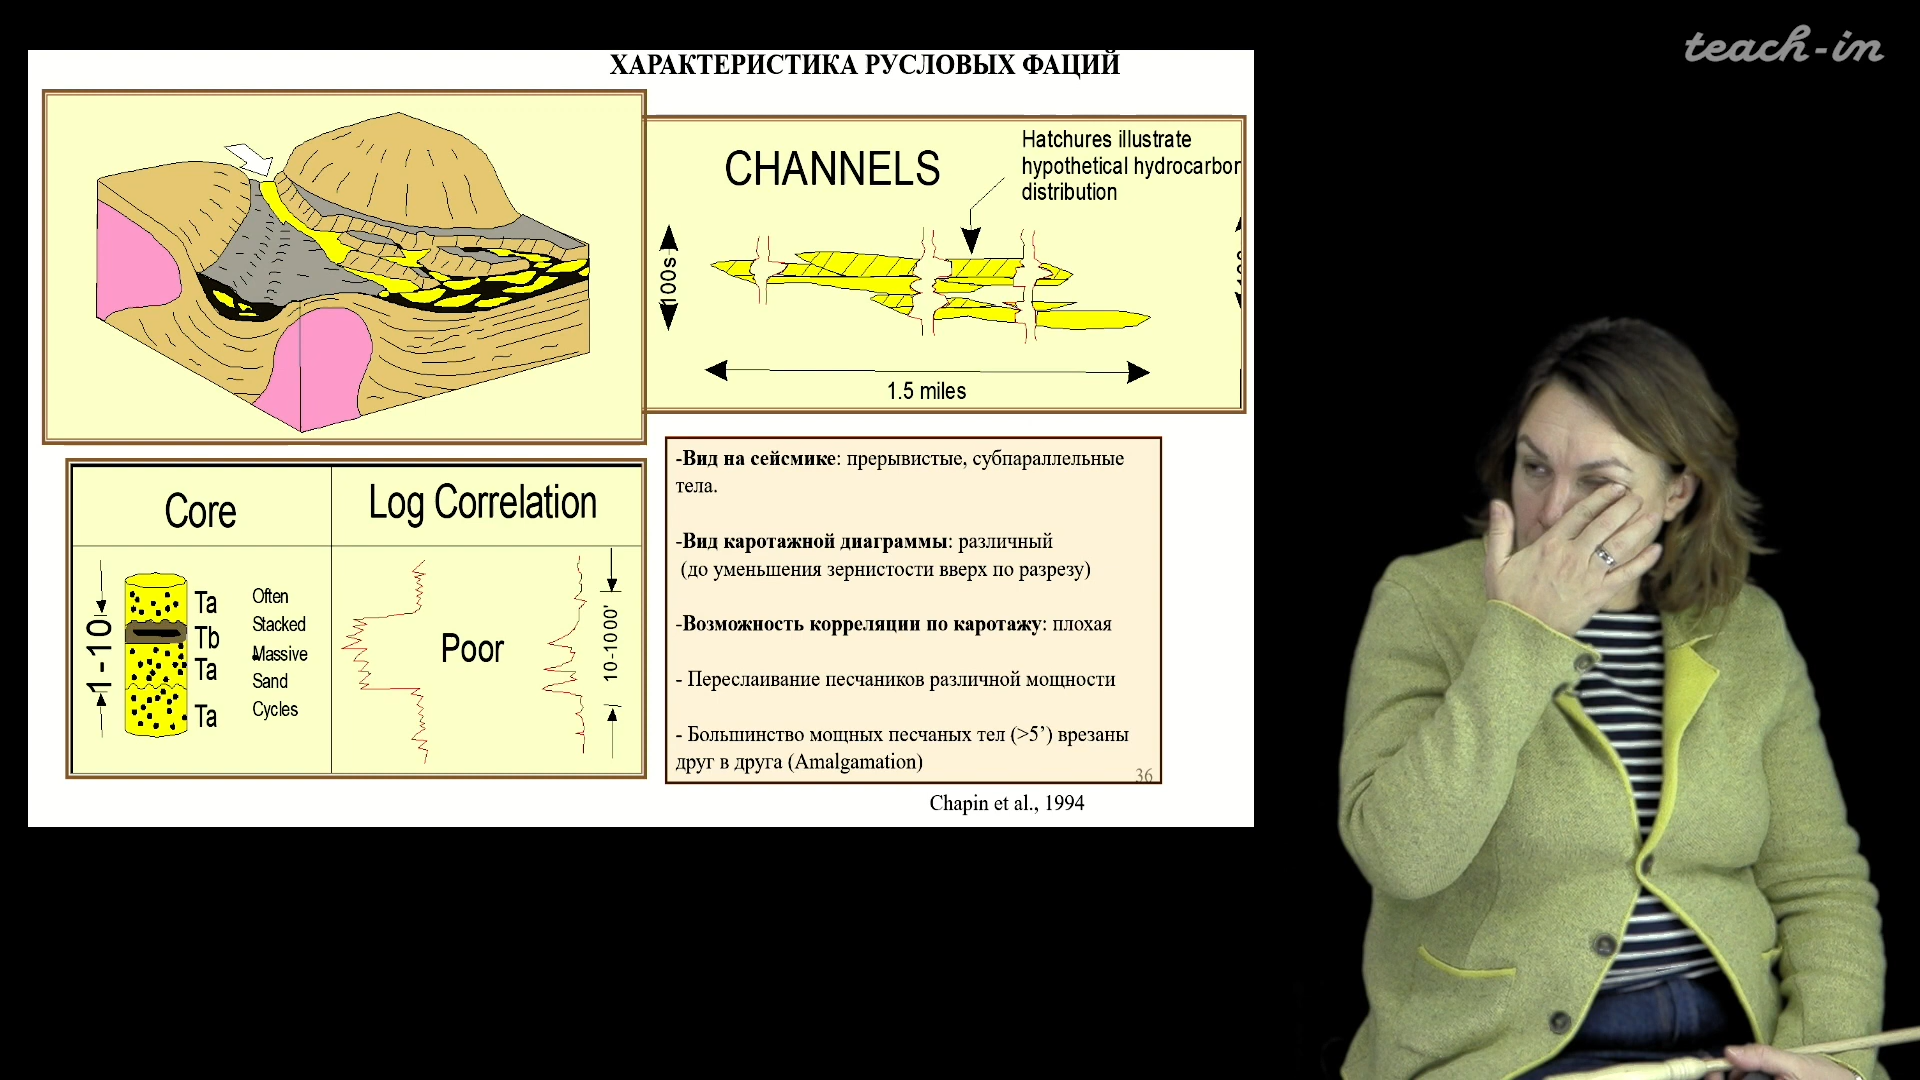 teach-in
ХАРАКТЕРИСТИКА РУСЛОВЫХ ФАЦИЙ
CHANNELS
Hatchures illustrate
hypothetical hydrocarbon
distribution
100s
1.5 miles
Core
Log Correlation
1-10
Ta
Tb
Ta
Ta
Often
Stacked
Massive
Sand
Cycles
Poor
10-1000'
-Вид на сейсмике: прерывистые, субпараллельные
тела.
-Вид каротажной диаграммы: различный
(до уменьшения зернистости вверх по разрезу)
-Возможность корреляции по каротажу: плохая
- Переслаивание песчаников различной мощности
- Большинство мощных песчаных тел (>5’) врезаны
друг в друга (Amalgamation)
36
Chapin et al., 1994